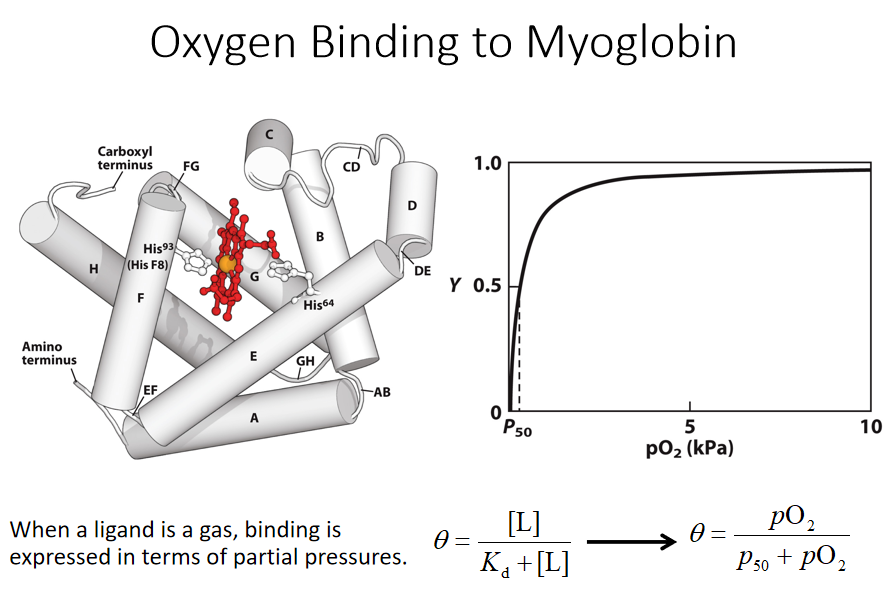 Oxygen Binding to Myoglobin
Carboxyl
terminus
FG
C
CD
D
B
His⁹³
(His F8)
H
F
G
DE
His⁶⁴
Amino
terminus
E
GH
EF
AB
A
1.0
Y 0.5
0
P₅₀ 5 10
pO₂ (kPa)
When a ligand is a gas, binding is
expressed in terms of partial pressures.
θ = [L] / (K_d + [L]) → θ = pO₂ / (p₅₀ + pO₂)